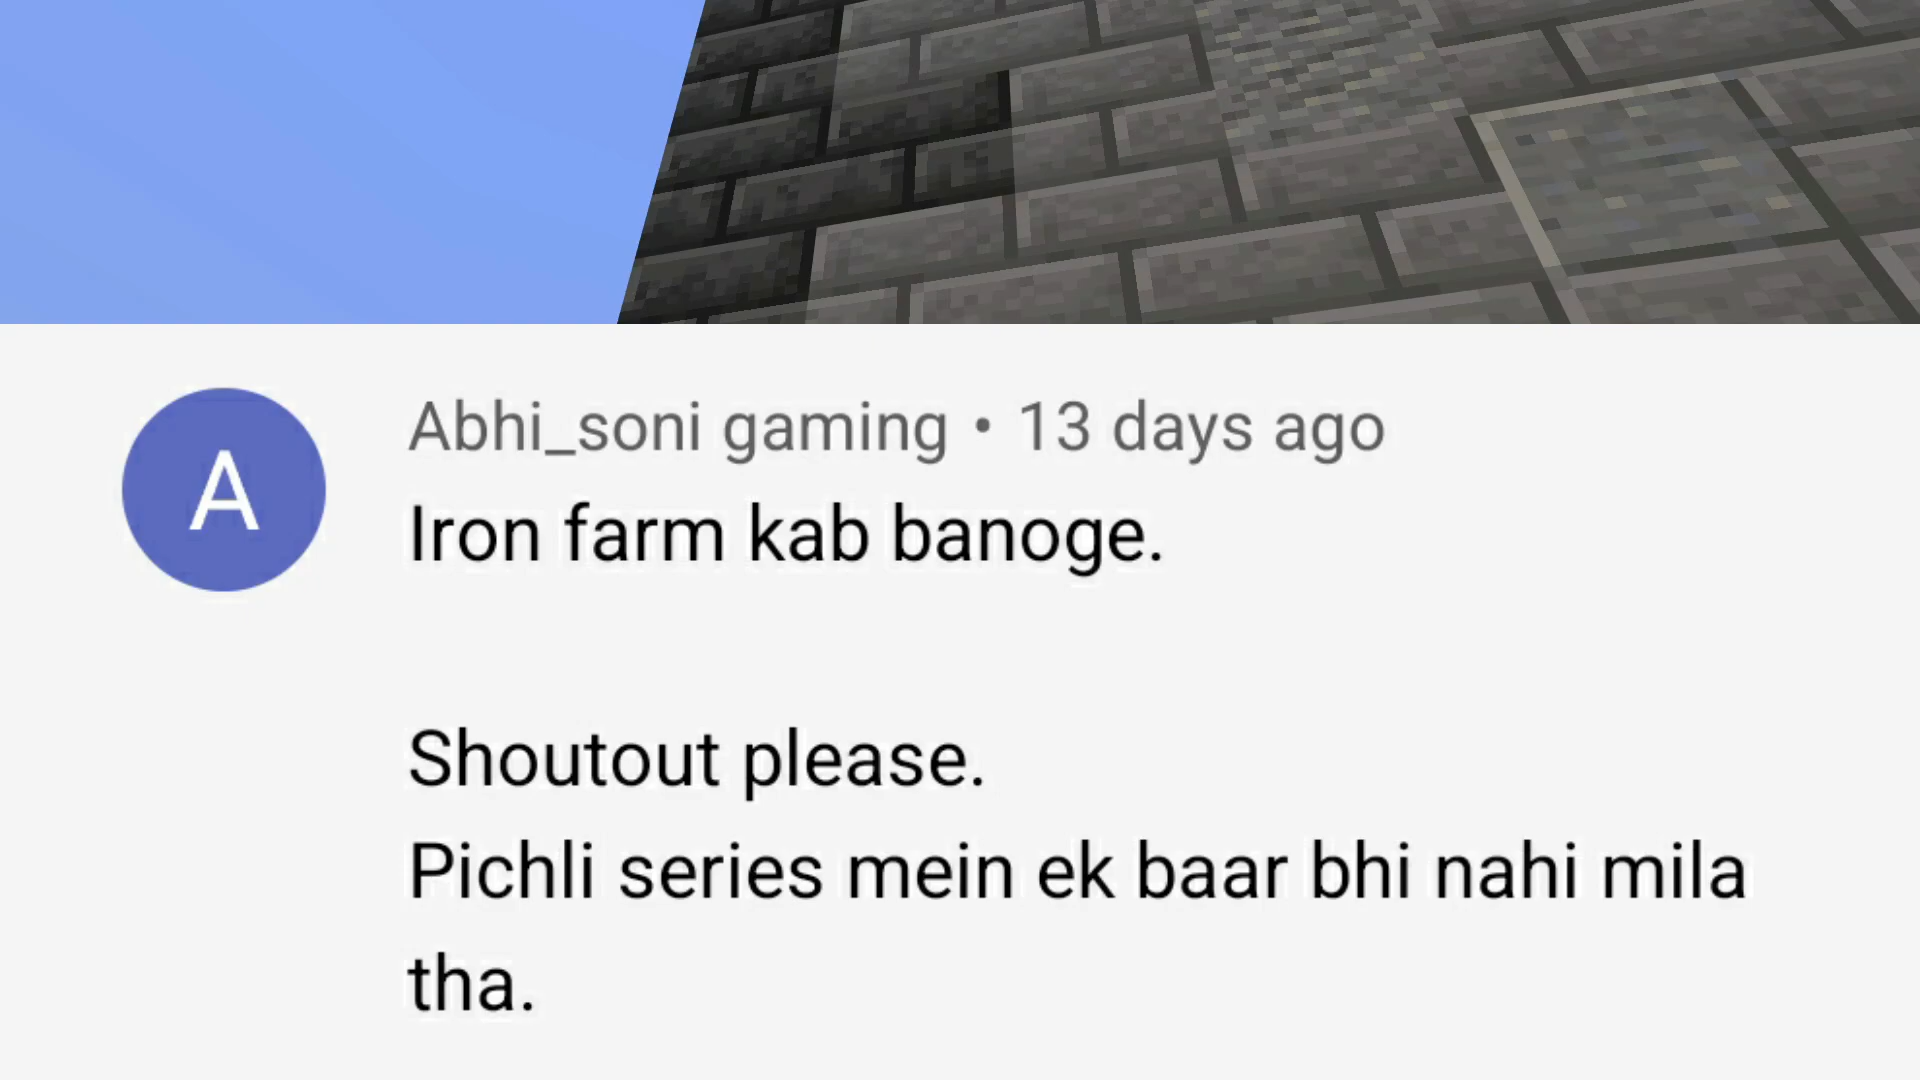 A
Abhi_soni gaming • 13 days ago
Iron farm kab banoge.
Shoutout please.
Pichli series mein ek baar bhi nahi mila
tha.